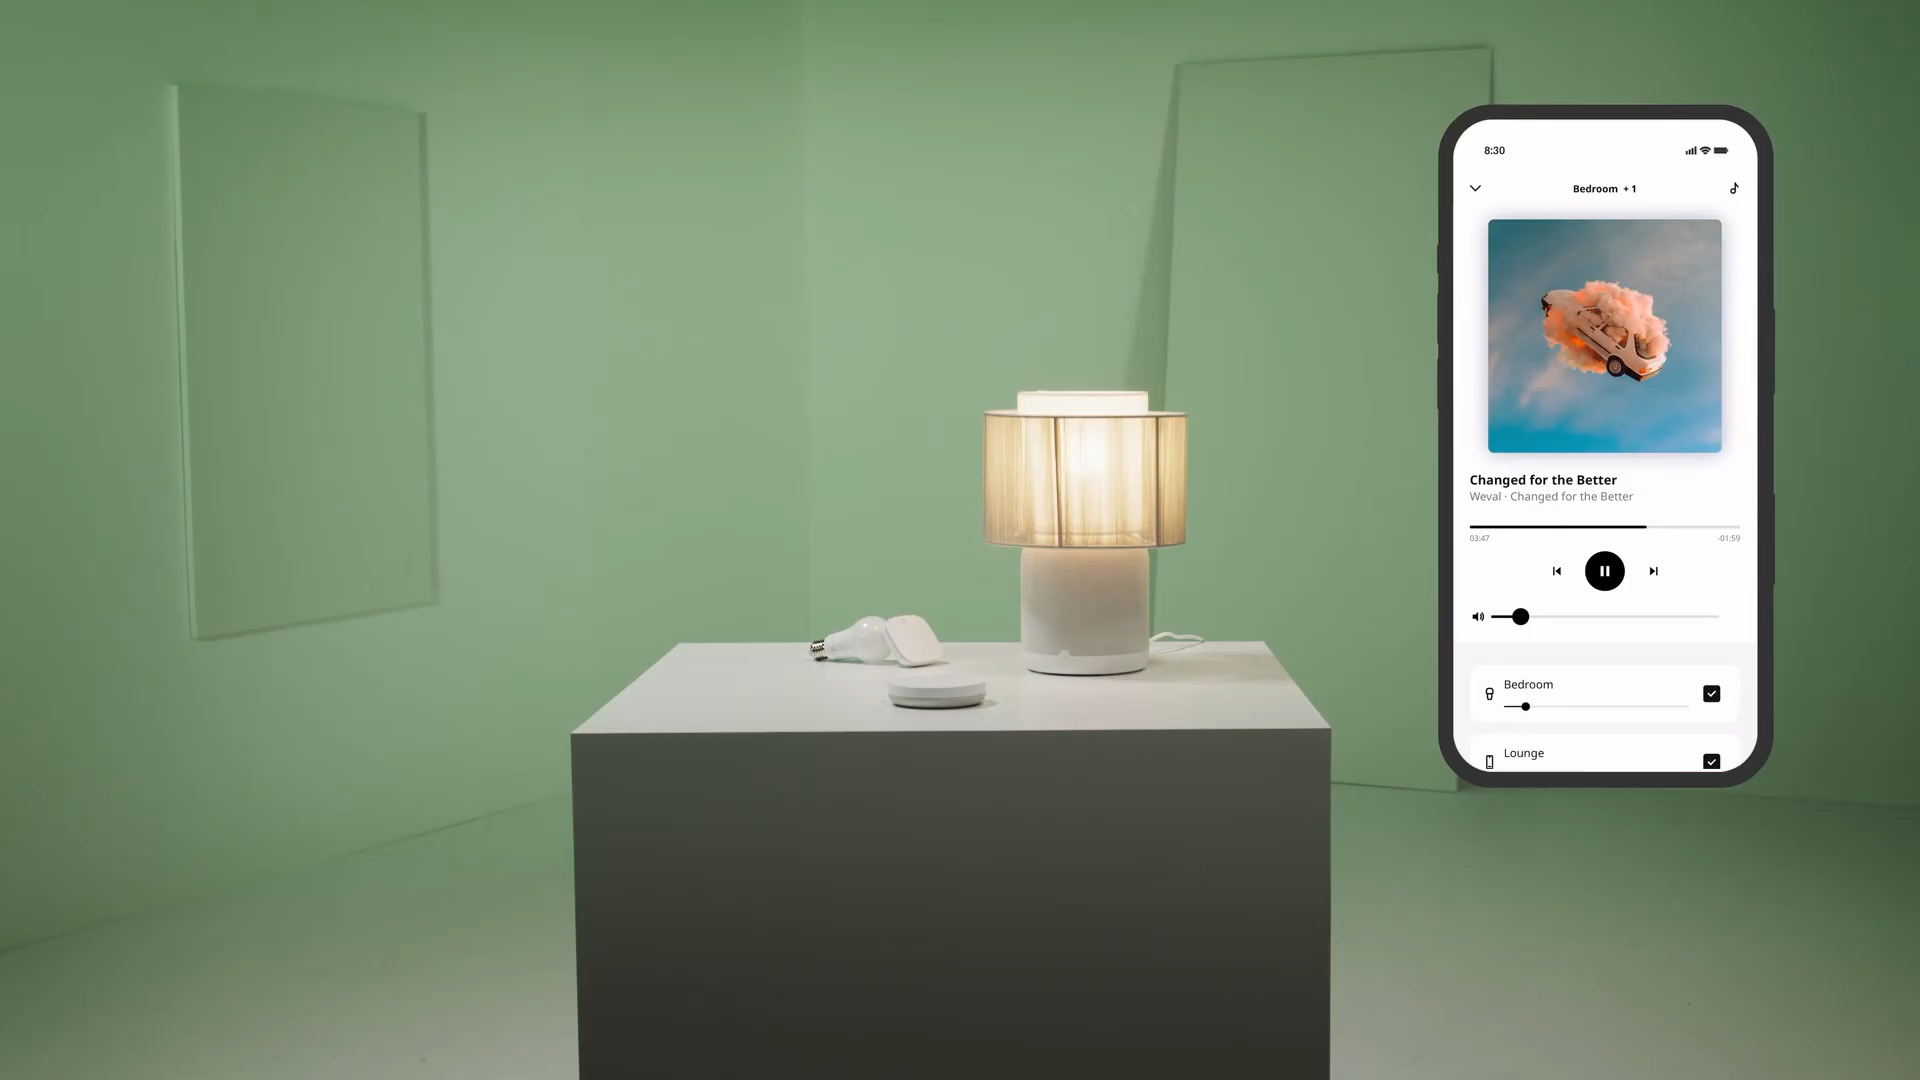 8:30
Bedroom + 1
Changed for the Better
Weval · Changed for the Better
03:47
-01:59
Bedroom
Lounge